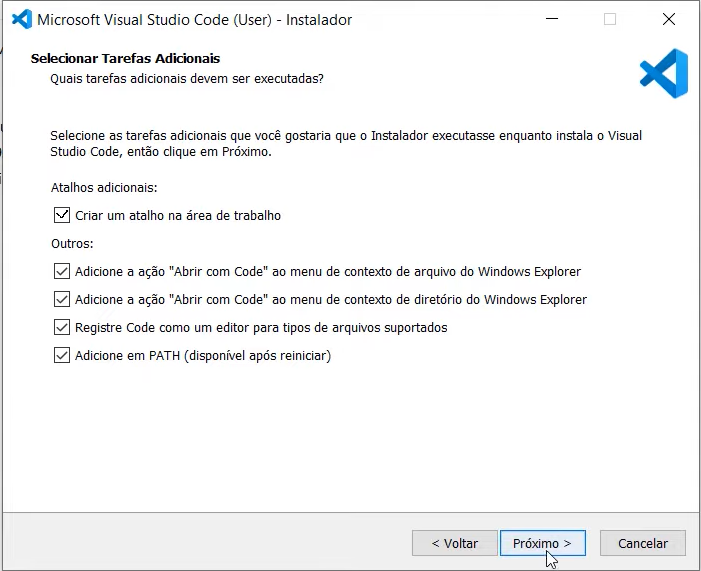 Microsoft Visual Studio Code (User) - Instalador
Selecionar Tarefas Adicionais
Quais tarefas adicionais devem ser executadas?
Selecione as tarefas adicionais que você gostaria que o Instalador executasse enquanto instala o Visual
Studio Code, então clique em Próximo.
Atalhos adicionais:
Criar um atalho na área de trabalho
Outros:
Adicione a ação "Abrir com Code" ao menu de contexto de arquivo do Windows Explorer
Adicione a ação "Abrir com Code" ao menu de contexto de diretório do Windows Explorer
Registre Code como um editor para tipos de arquivos suportados
Adicione em PATH (disponível após reiniciar)
< Voltar
Próximo >
Cancelar